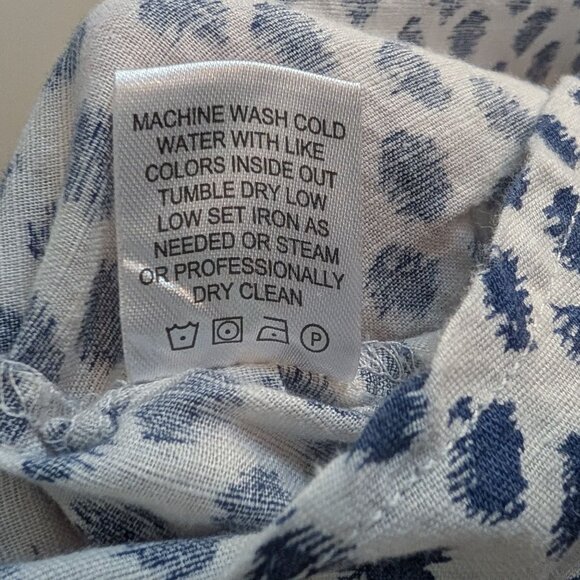 MACHINE WASH COLD
WATER WITH LIKE
COLORS INSIDE OUT
TUMBLE DRY LOW
LOW SET IRON AS
NEEDED OR STEAM
OR PROFESSIONALLY
DRY CLEAN
P